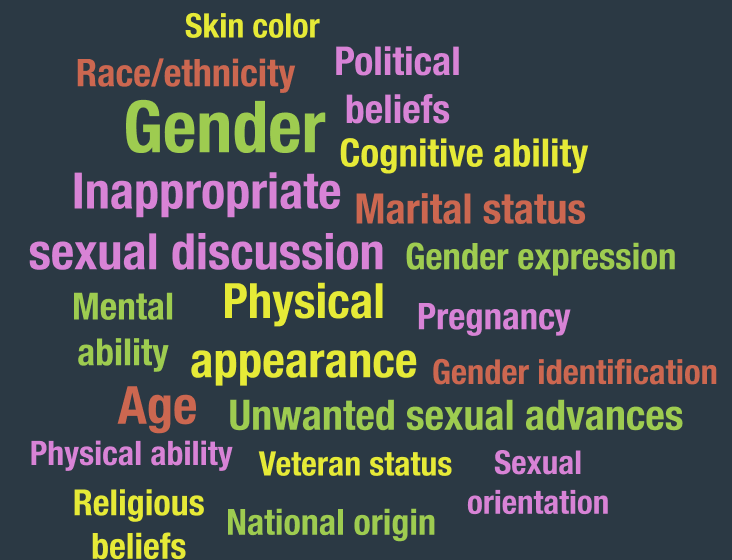 Skin color
Race/ethnicity
Political
beliefs
Gender
Cognitive ability
Inappropriate
sexual discussion
Marital status
Gender expression
Mental
ability
Physical
appearance
Pregnancy
Gender identification
Age
Unwanted sexual advances
Physical ability
Veteran status
Sexual
orientation
Religious
beliefs
National origin